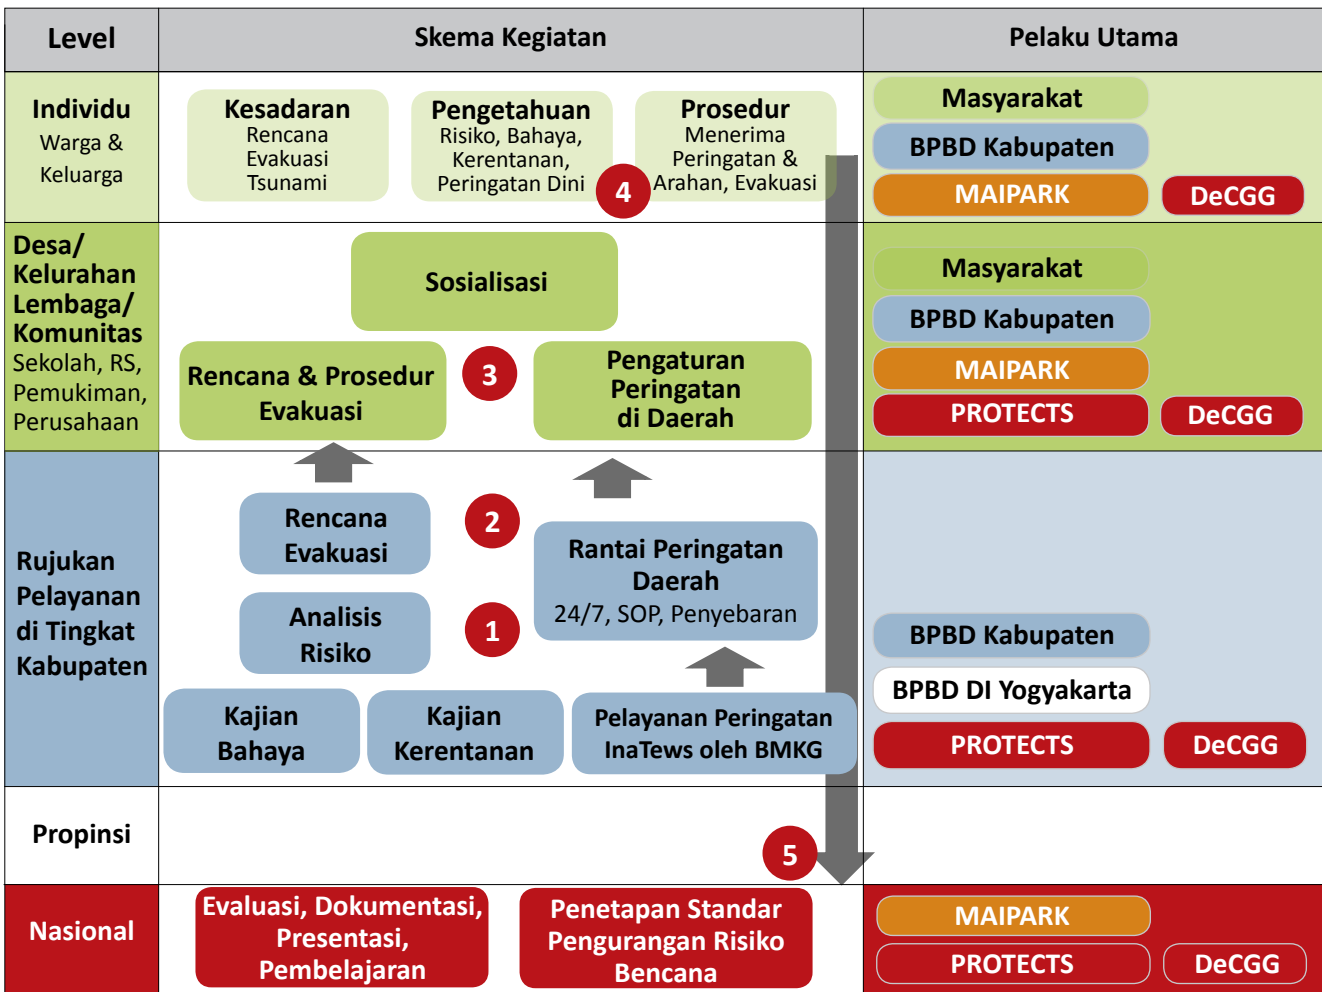 Level
Skema Kegiatan
Pelaku Utama
Individu
Warga &
Keluarga
Kesadaran
Rencana
Evakuasi
Tsunami
Pengetahuan
Risiko, Bahaya,
Kerentanan,
Peringatan Dini
4
Prosedur
Menerima
Peringatan &
Arahan, Evakuasi
Masyarakat
BPBD Kabupaten
MAIPARK
DeCGG
Desa/
Kelurahan
Lembaga/
Komunitas
Sekolah, RS,
Pemukiman,
Perusahaan
Sosialisasi
Rencana & Prosedur
Evakuasi
3
Pengaturan
Peringatan
di Daerah
Masyarakat
BPBD Kabupaten
MAIPARK
PROTECTS
DeCGG
Rujukan
Pelayanan
di Tingkat
Kabupaten
Rencana
Evakuasi
2
Analisis
Risiko
1
Rantai Peringatan
Daerah
24/7, SOP, Penyebaran
Kajian
Bahaya
Kajian
Kerentanan
Pelayanan Peringatan
InaTews oleh BMKG
BPBD Kabupaten
BPBD DI Yogyakarta
PROTECTS
DeCGG
Propinsi
5
Nasional
Evaluasi, Dokumentasi,
Presentasi,
Pembelajaran
Penetapan Standar
Pengurangan Risiko
Bencana
MAIPARK
PROTECTS
DeCGG